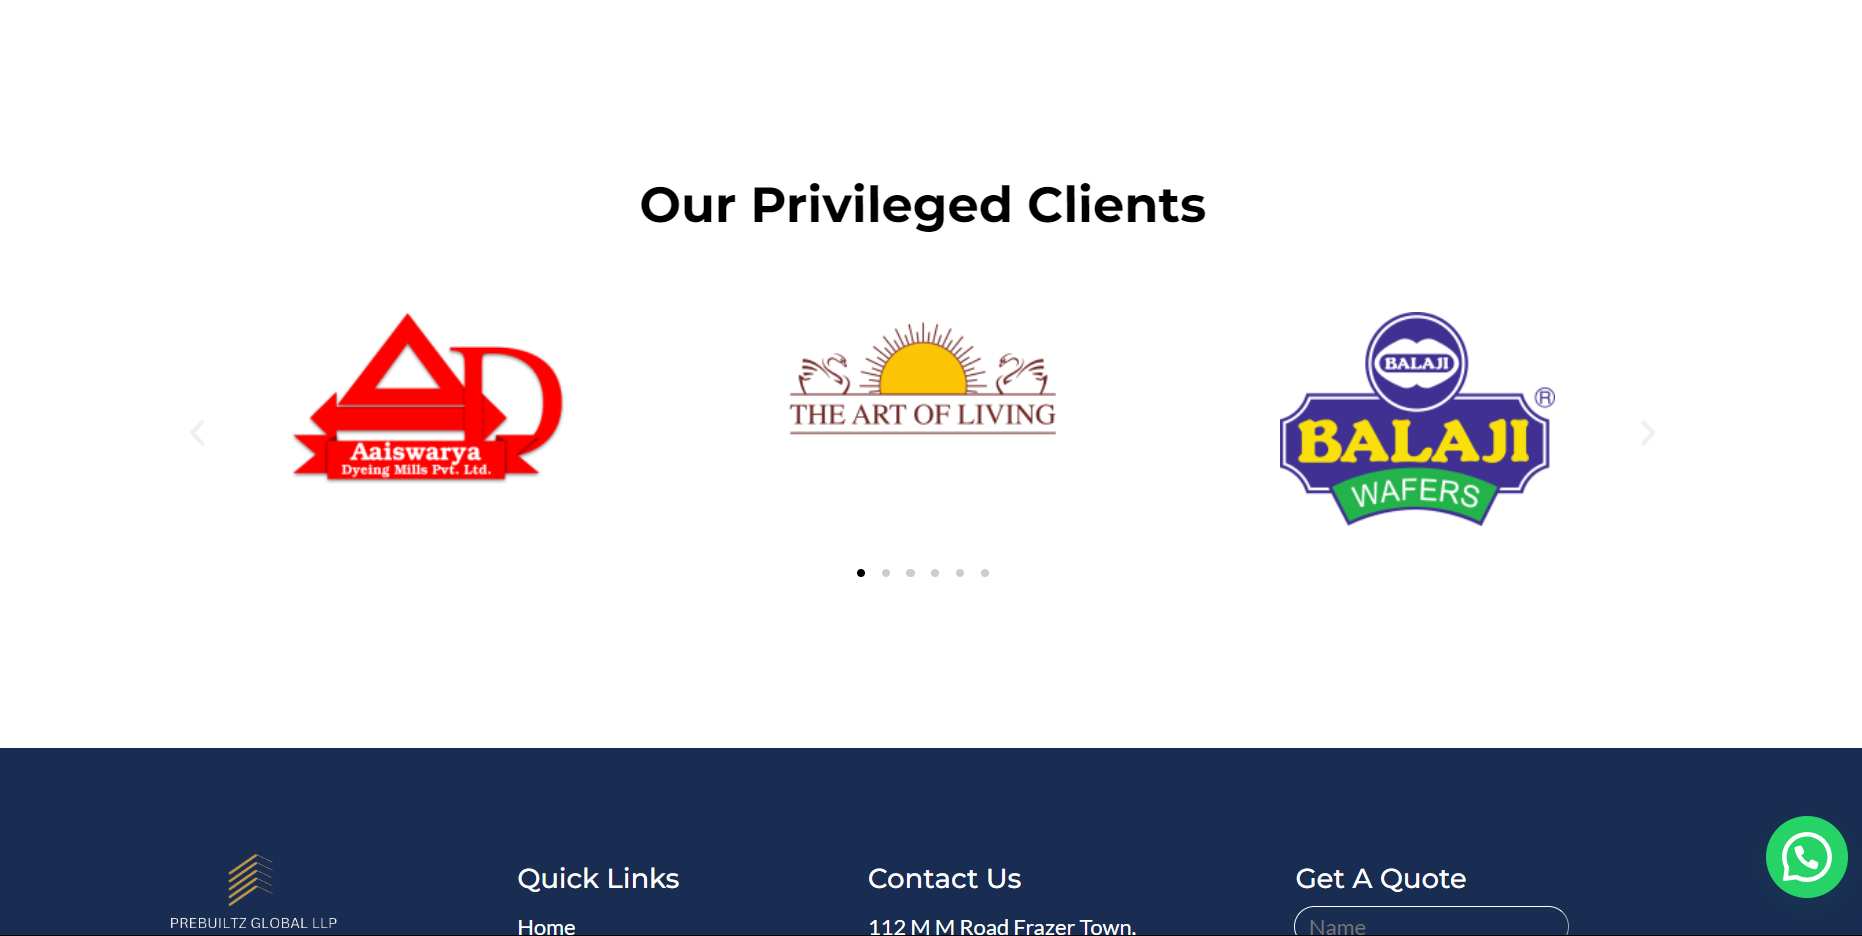 Our Privileged Clients
AD
Aaiswarya
Dyeing Mills Pvt. Ltd.
THE ART OF LIVING
BALAJI
BALAJI ®
WAFERS
PREBUILTZ GLOBAL LLP
Quick Links
Home
Contact Us
112 M M Road Frazer Town,
Get A Quote
Name